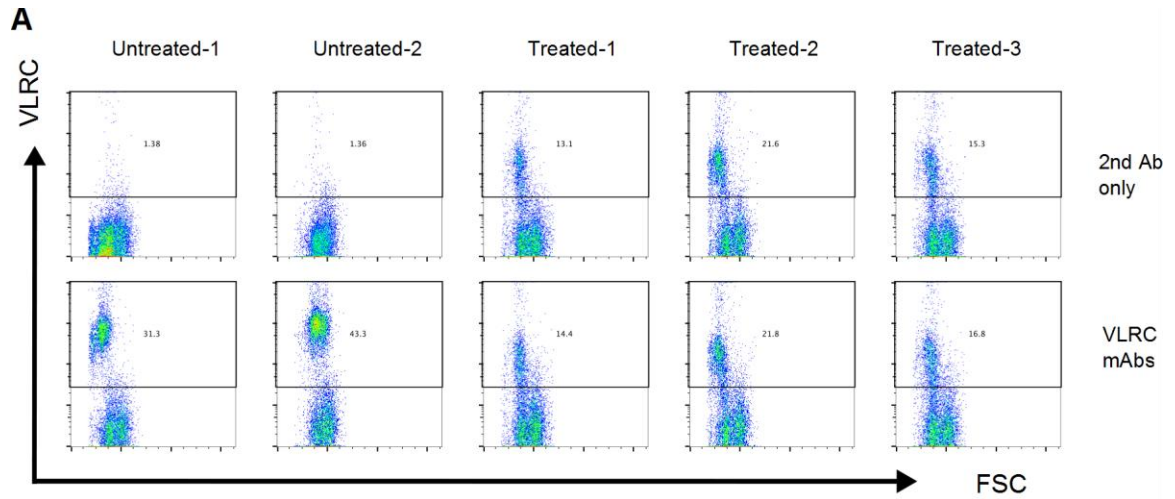 A
Untreated-1 Untreated-2 Treated-1 Treated-2 Treated-3
VLRC
1.38 1.36 13.1 21.6 15.3
2nd Ab
only
31.3 43.3 14.4 21.8 16.8
VLRC
mAbs
FSC